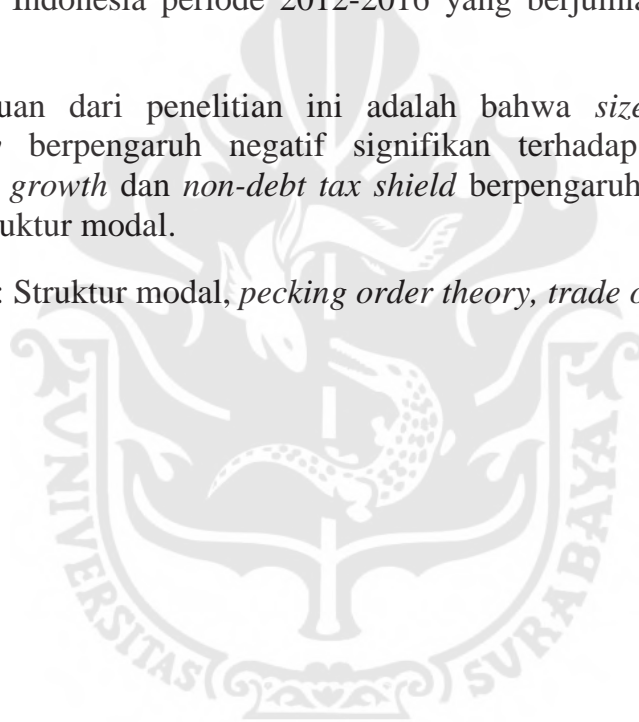 Indonesia periode 2012-2016 yang
uan dari penelitian ini adalah bahwa size
berpengaruh negatif signifikan terhadap
growth dan non-debt tax shield berpengaruh
uktur modal.
: Struktur modal, pecking order theory, trade o
UNIVERSITAS SURABAYA